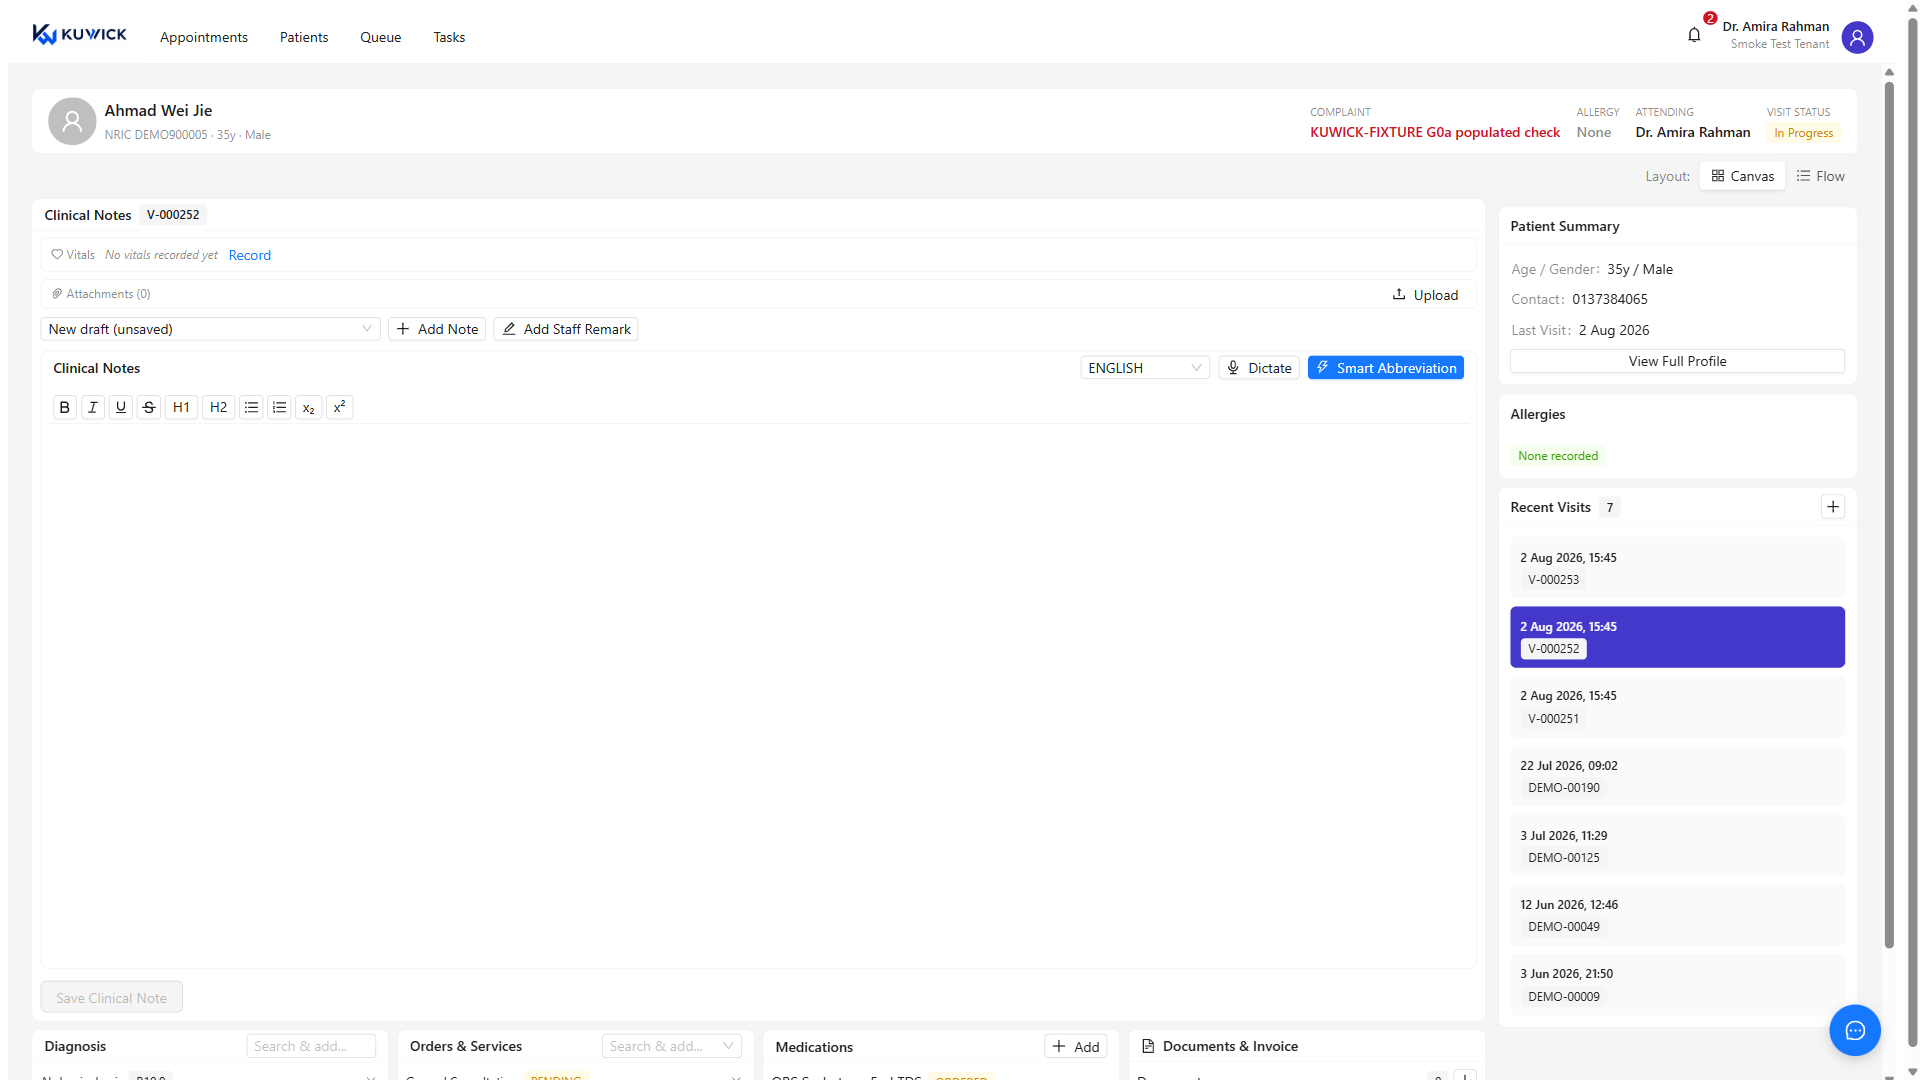 KUWICK
Appointments
Patients
Queue
Tasks
2
Dr. Amira Rahman
Smoke Test Tenant
Ahmad Wei Jie
NRIC DEMO900005 · 35y · Male
COMPLAINT
KUWICK-FIXTURE G0a populated check
ALLERGY
None
ATTENDING
Dr. Amira Rahman
VISIT STATUS
In Progress
Layout:
Canvas
Flow
Clinical Notes V-000252
Vitals No vitals recorded yet Record
Attachments (0)
Upload
New draft (unsaved)
Add Note
Add Staff Remark
Clinical Notes
ENGLISH
Dictate
Smart Abbreviation
B I U S H1 H2 x₂ x²
Save Clinical Note
Patient Summary
Age / Gender: 35y / Male
Contact: 0137384065
Last Visit: 2 Aug 2026
View Full Profile
Allergies
None recorded
Recent Visits 7
2 Aug 2026, 15:45
V-000253
2 Aug 2026, 15:45
V-000252
2 Aug 2026, 15:45
V-000251
22 Jul 2026, 09:02
DEMO-00190
3 Jul 2026, 11:29
DEMO-00125
12 Jun 2026, 12:46
DEMO-00049
3 Jun 2026, 21:50
DEMO-00009
Diagnosis
Search & add...
Orders & Services
Search & add...
PENDING
Medications
Add
ORDERED
Documents & Invoice